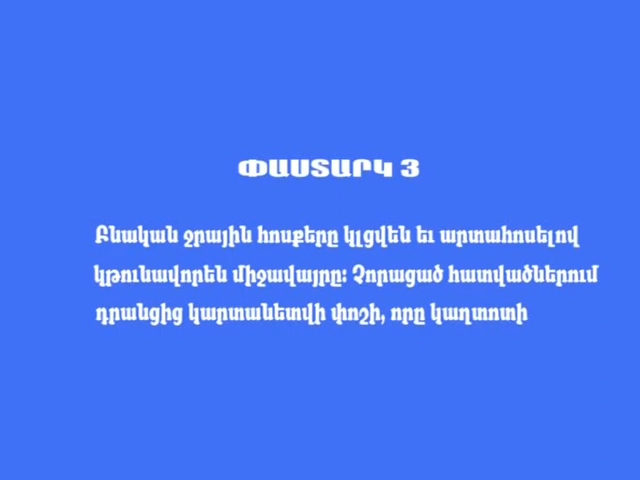 ՓԱՍՏԱՐԿ 3
Բնական ջրային հոսքերը կլցվեն եւ արտահոսելով
կթունավորեն միջավայրը: Չորացած հատվածներում
դրանցից կարտանետվի փոշի, որը կաղտոտի